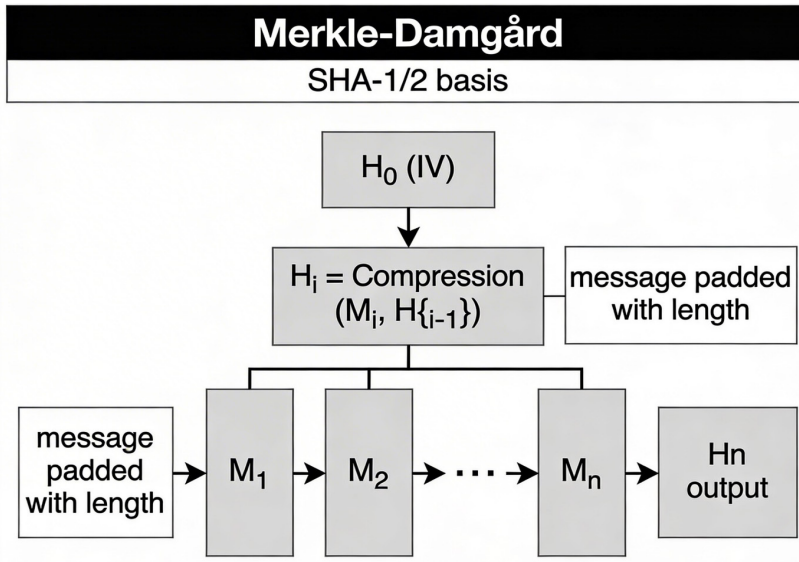 Merkle-Damgård
SHA-1/2 basis
H₀ (IV)
Hᵢ = Compression
(Mᵢ, H{ᵢ₋₁})
message padded
with length
message
padded
with length
M₁
M₂
...
Mₙ
Hn
output